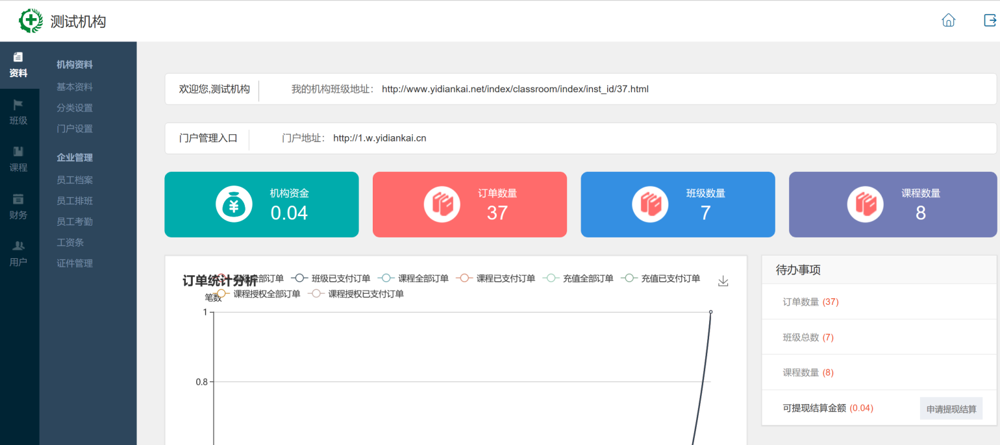 测试机构
资料
班级
课程
财务
用户
机构资料
基本资料
分类设置
门户设置
企业管理
员工档案
员工排班
员工考勤
工资条
证件管理
欢迎您,测试机构
我的机构班级地址： http://www.yidiankai.net/index/classroom/index/inst_id/37.html
门户管理入口
门户地址： http://1.w.yidiankai.cn
机构资金
0.04
订单数量
37
班级数量
7
课程数量
8
订单统计分析
班级全部订单 班级已支付订单 课程全部订单 课程已支付订单 充值全部订单 充值已支付订单
课程授权全部订单 课程授权已支付订单
笔数
1
0.8
待办事项
订单数量 (37)
班级总数 (7)
课程数量 (8)
可提现结算金额 (0.04)
申请提现结算